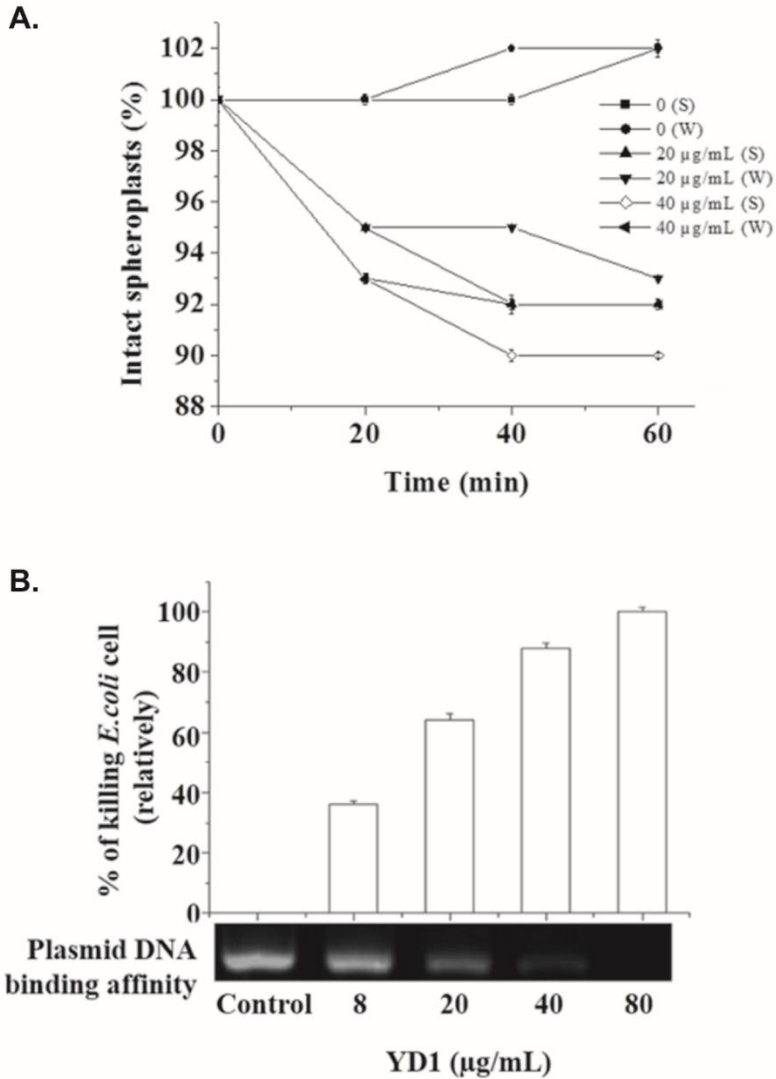 A.
102
100
98
96
94
92
90
88
0
20
40
60
Intact spheroplasts (%)
Time (min)
0 (S)
0 (W)
20 µg/mL (S)
20 µg/mL (W)
40 µg/mL (S)
40 µg/mL (W)
B.
100
80
60
40
20
0
% of killing E.coli cell
(relatively)
Plasmid DNA
binding affinity
Control 8 20 40 80
YD1 (µg/mL)